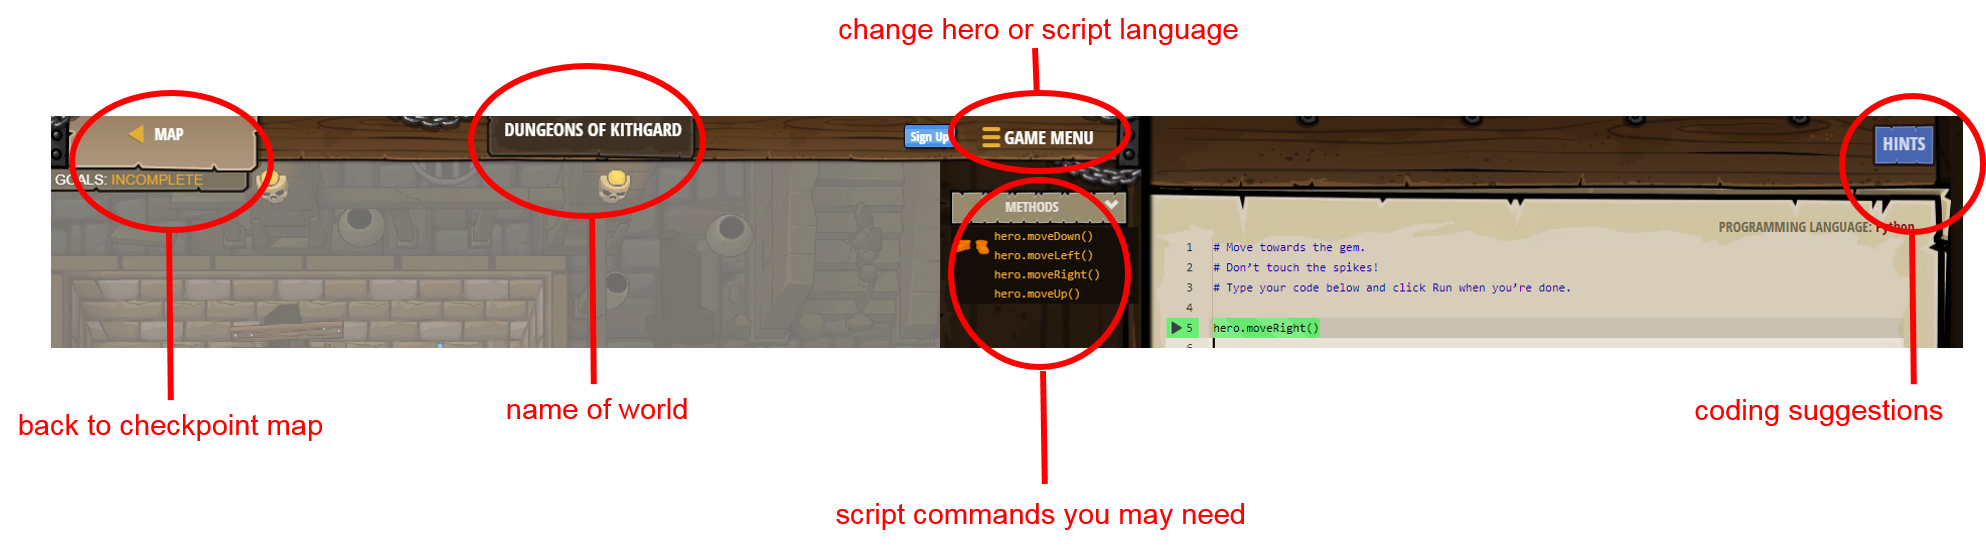 change hero or script language
MAP
DUNGEONS OF KITHGARD
Sign Up
GAME MENU
HINTS
GOALS: INCOMPLETE
METHODS
hero.moveDown()
hero.moveLeft()
hero.moveRight()
hero.moveUp()
PROGRAMMING LANGUAGE: Python
1 # Move towards the gem.
2 # Don’t touch the spikes!
3 # Type your code below and click Run when you’re done.
4
5 hero.moveRight()
6
back to checkpoint map
name of world
coding suggestions
script commands you may need